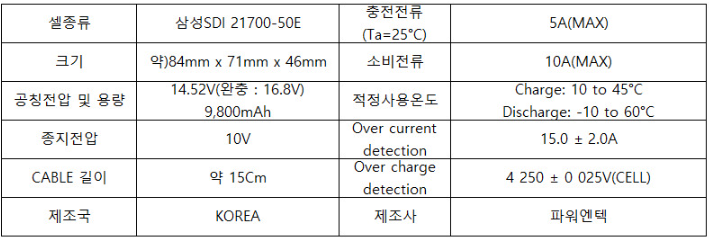 셀종류 삼성SDI 21700-50E 충전전류 5A(MAX)
(Ta=25°C)
크기 약)84mm x 71mm x 46mm 소비전류 10A(MAX)
공칭전압 및 용량 14.52V(완충 : 16.8V) 적정사용온도 Charge: 10 to 45°C
9,800mAh Discharge: -10 to 60°C
종지전압 10V Over current 15.0 ± 2.0A
detection
CABLE 길이 약 15Cm Over charge 4 250 ± 0 025V(CELL)
detection
제조국 KOREA 제조사 파워엔텍